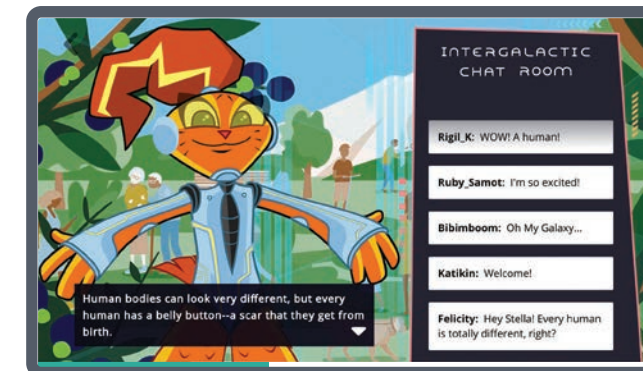 INTERGALACTIC
CHAT ROOM
Rigil_K: WOW! A human!
Ruby_Samot: I'm so excited!
Bibimboom: Oh My Galaxy...
Katikin: Welcome!
Felicity: Hey Stella! Every human
is totally different, right?
Human bodies can look very different, but every
human has a belly button--a scar that they get from
birth.